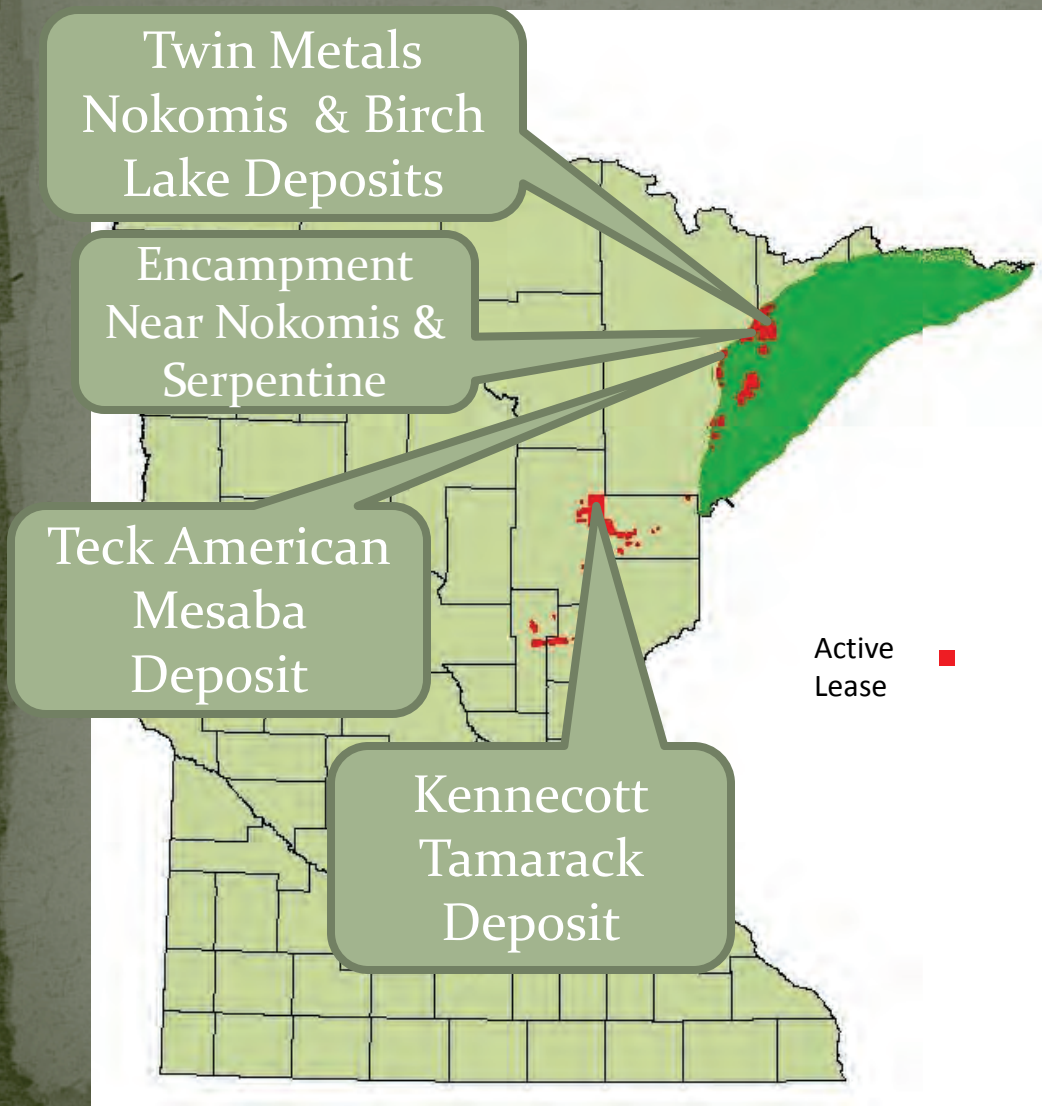 Twin Metals
Nokomis & Birch
Lake Deposits
Encampment
Near Nokomis &
Serpentine
Teck American
Mesaba
Deposit
Active
Lease
Kennecott
Tamarack
Deposit